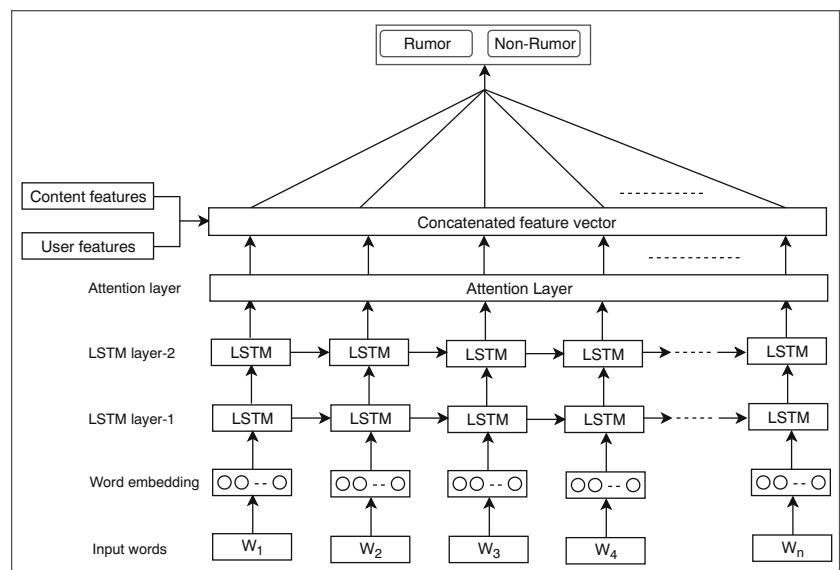 Rumor Non-Rumor
Content features
Concatenated feature vector
User features
Attention layer Attention Layer
LSTM layer-2 LSTM LSTM LSTM LSTM LSTM
LSTM layer-1 LSTM LSTM LSTM LSTM LSTM
Word embedding
Input words W1 W2 W3 W4 Wn